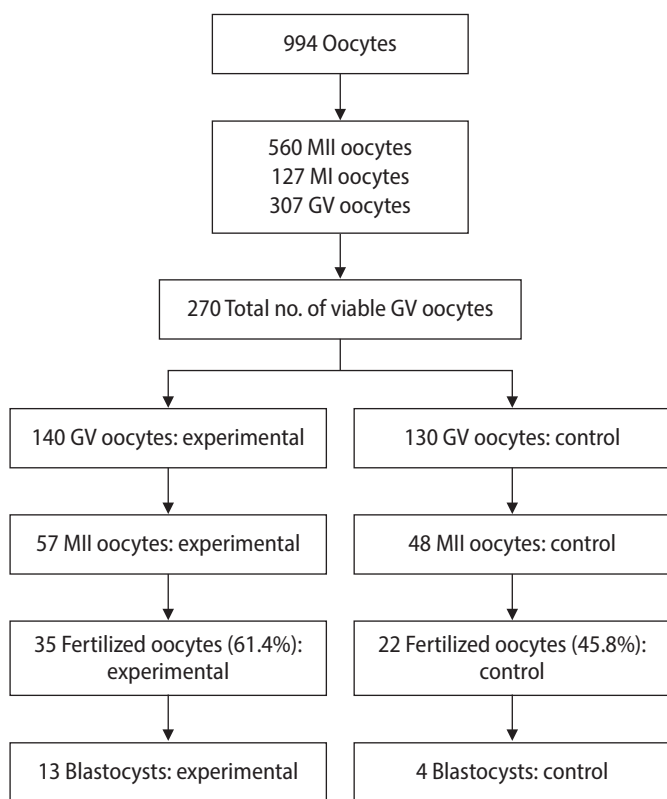 994 Oocytes
560 MII oocytes
127 MI oocytes
307 GV oocytes
270 Total no. of viable GV oocytes
140 GV oocytes: experimental
130 GV oocytes: control
57 MII oocytes: experimental
48 MII oocytes: control
35 Fertilized oocytes (61.4%):
experimental
22 Fertilized oocytes (45.8%):
control
13 Blastocysts: experimental
4 Blastocysts: control